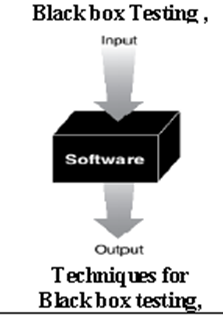 Black box Testing ,
Input
Software
Output
Techniques for
Black box testing,